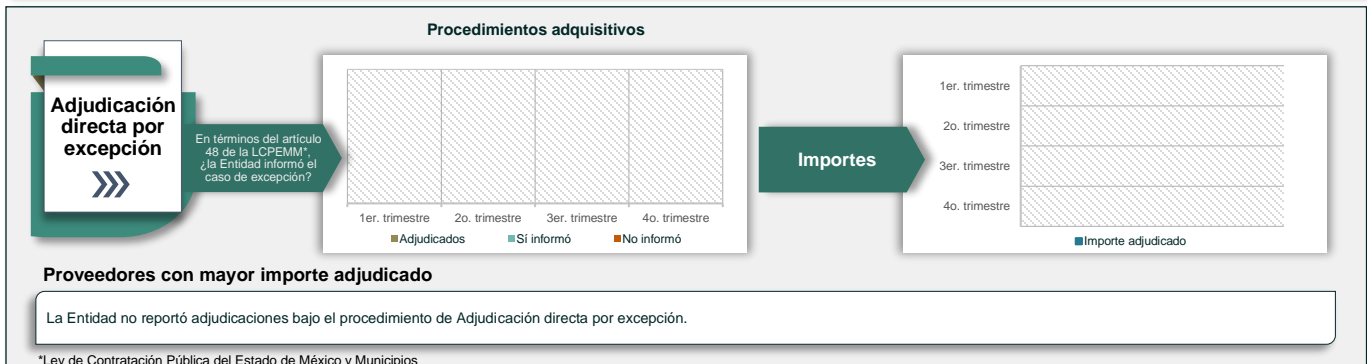 Procedimientos adquisitivos
Adjudicación
directa por
excepción
En términos del artículo
48 de la LCPEMM*,
¿la Entidad informó el
caso de excepción?
1er. trimestre 2o. trimestre 3er. trimestre 4o. trimestre
Adjudicados Sí informó No informó
Importes
1er. trimestre
2o. trimestre
3er. trimestre
4o. trimestre
Importe adjudicado
Proveedores con mayor importe adjudicado
La Entidad no reportó adjudicaciones bajo el procedimiento de Adjudicación directa por excepción.
*Ley de Contratación Pública del Estado de México y Municipios